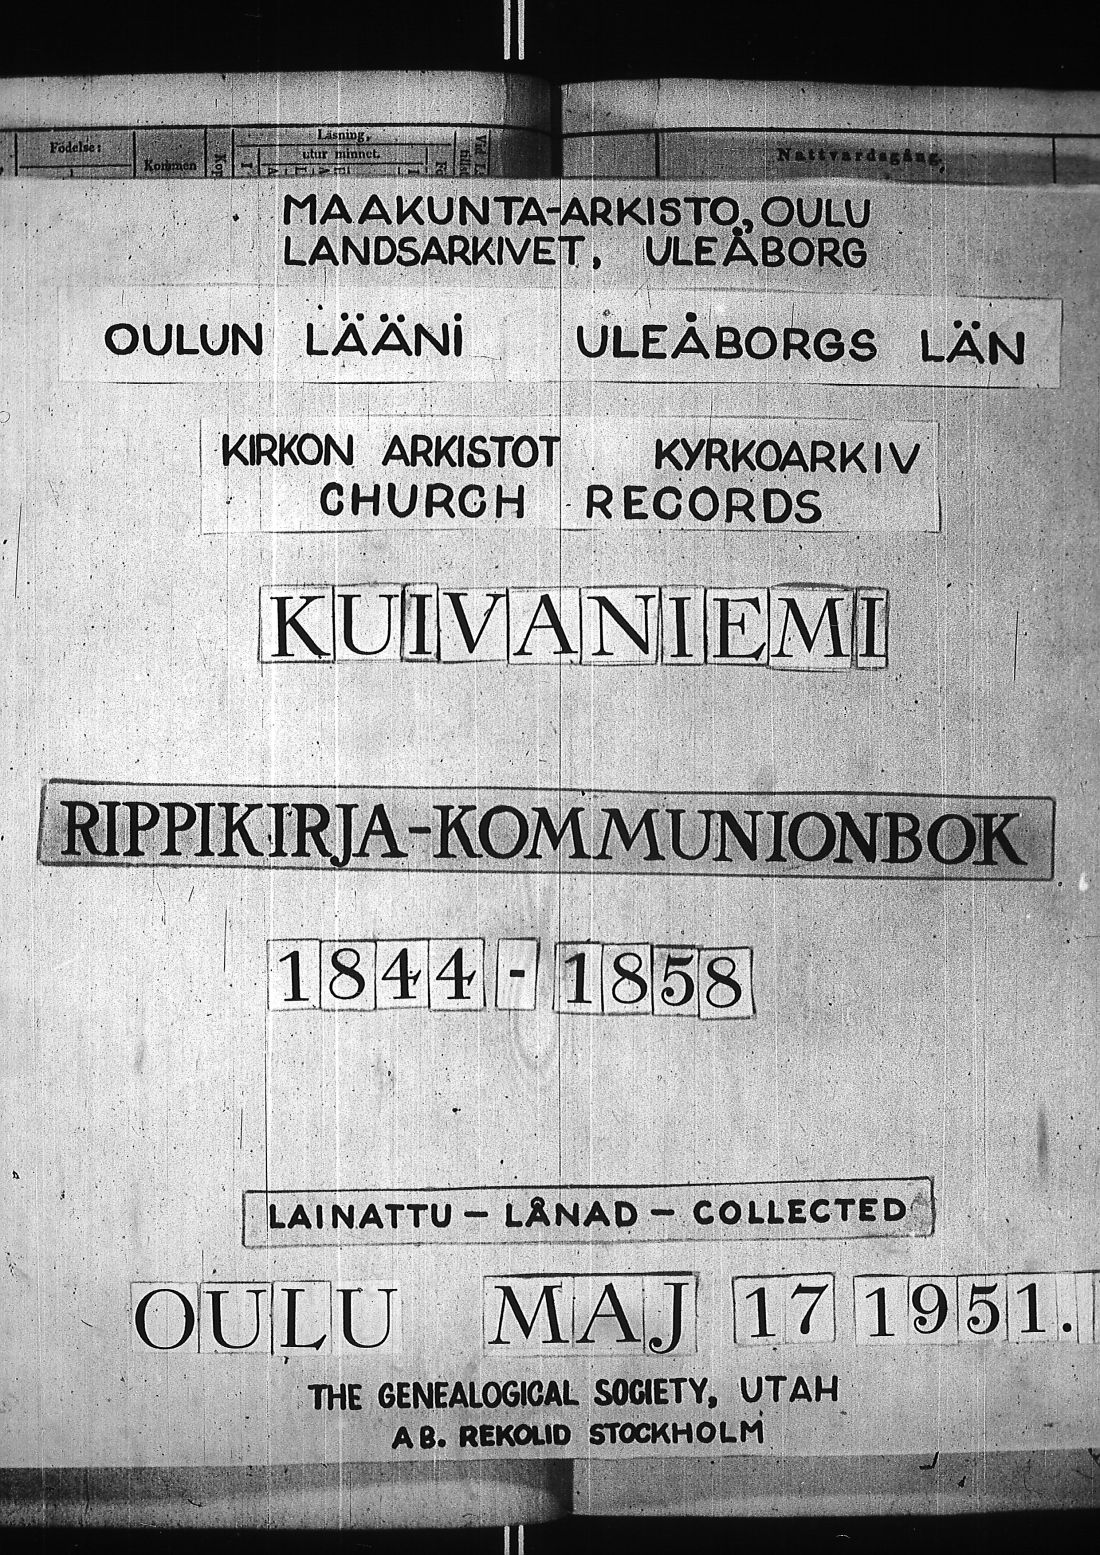 Födelse:
Kommen
Läsning,
utur minnet.
Nattvardsgång.
MAAKUNTA-ARKISTO, OULU
LANDSARKIVET, ULEÅBORG
OULUN LÄÄNI ULEÅBORGS LÄN
KIRKON ARKISTOT KYRKOARKIV
CHURCH RECORDS
KUIVANIEMI
RIPPIKIRJA-KOMMUNIONBOK
1844-1858
LAINATTU - LÅNAD - COLLECTED
OULU MAJ 17 1951.
THE GENEALOGICAL SOCIETY, UTAH
AB. REKOLID STOCKHOLM